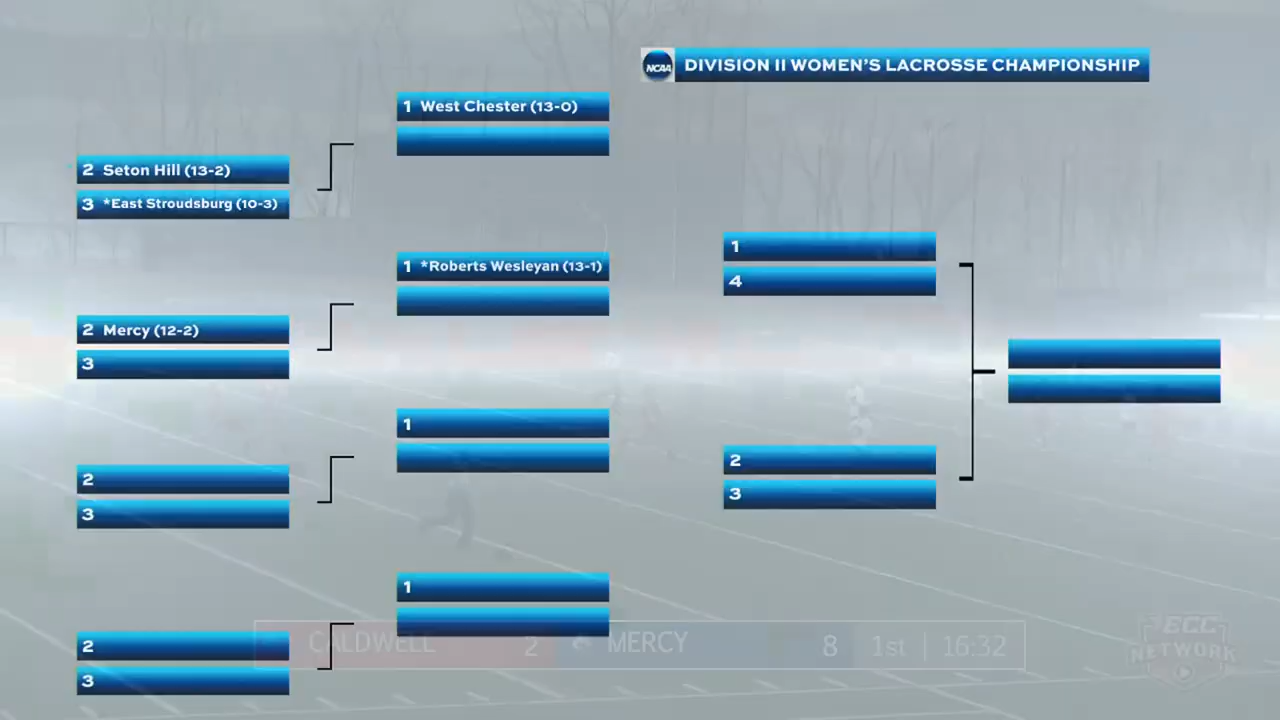 NCAA DIVISION II WOMEN'S LACROSSE CHAMPIONSHIP
1 West Chester (13-0)
2 Seton Hill (13-2)
3 *East Stroudsburg (10-3)
1 *Roberts Wesleyan (13-1)
2 Mercy (12-2)
3
1
2
3
1
2
3
1
4
2
3
CALDWELL 2 MERCY 8 1st | 16:32
ECC
NETWORK